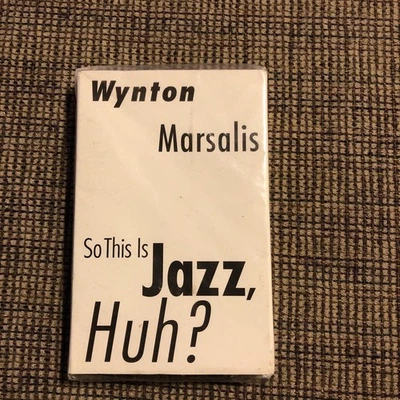 Wynton
Marsalis
So This Is
Jazz,
Huh?